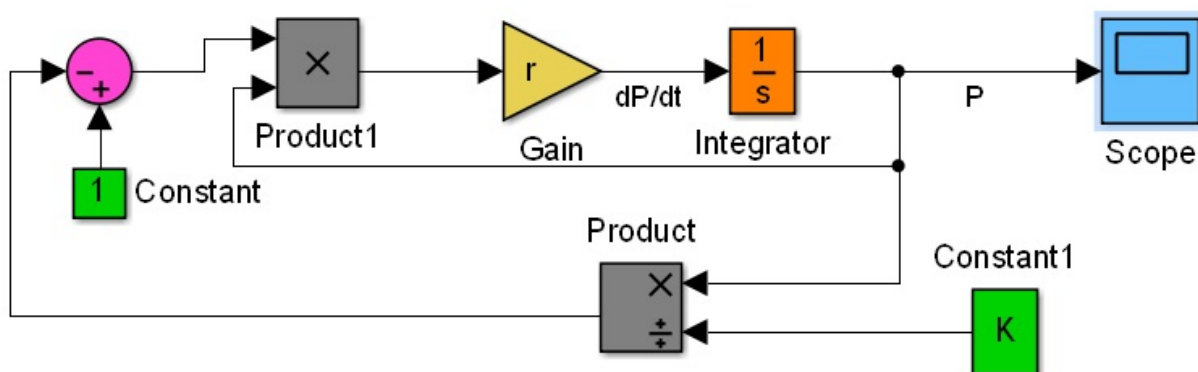 −
+
×
Product1
r
Gain
dP/dt
1
s
Integrator
P
Scope
1
Constant
Product
×
÷
Constant1
K